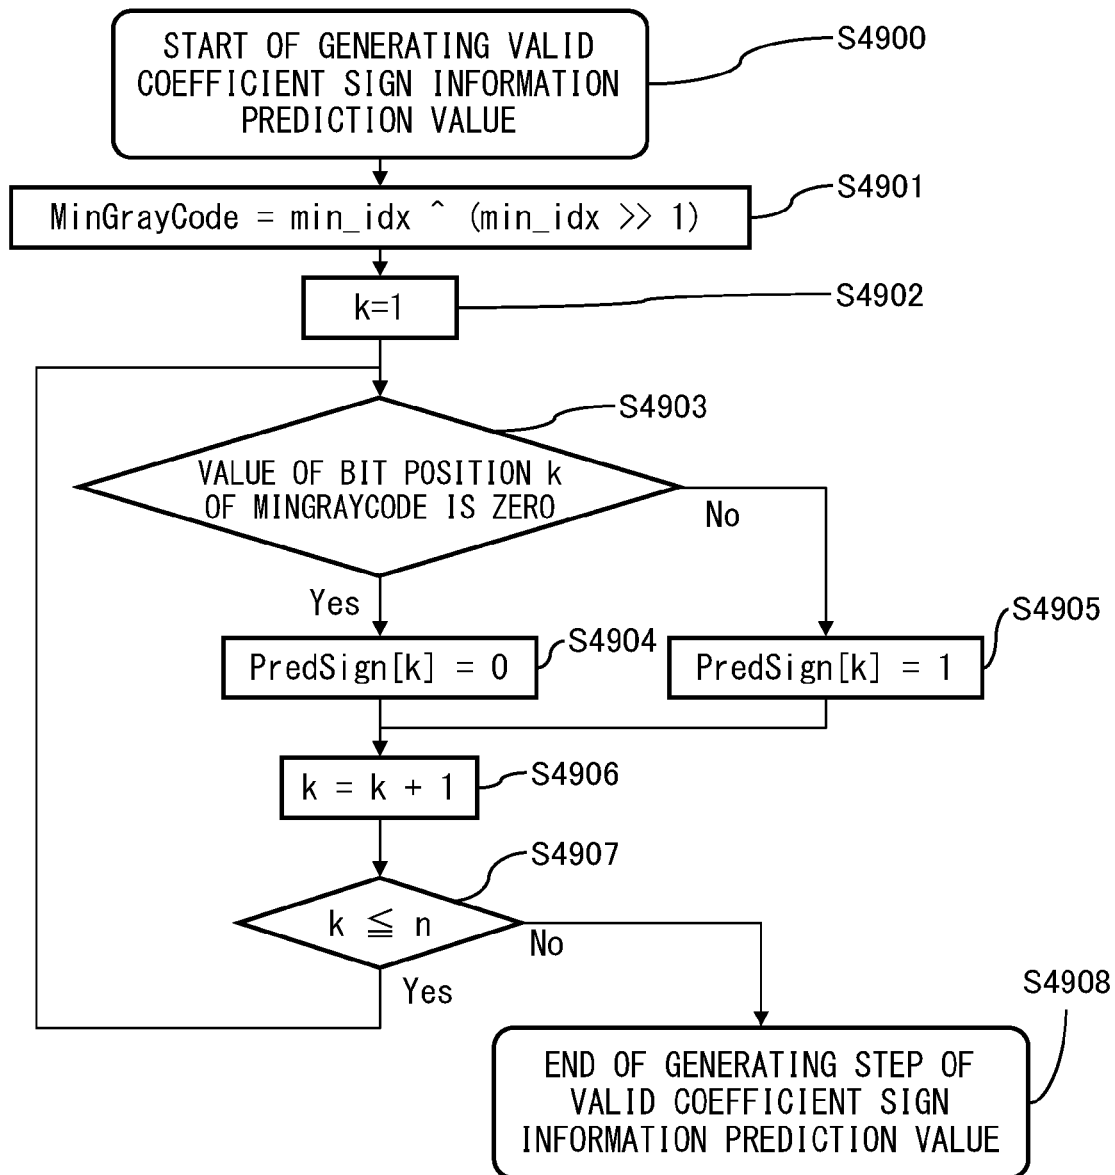 START OF GENERATING VALID
COEFFICIENT SIGN INFORMATION
PREDICTION VALUE
S4900
MinGrayCode = min_idx ^ (min_idx >> 1)
S4901
k=1
S4902
S4903
VALUE OF BIT POSITION k
OF MINGRAYCODE IS ZERO
No
Yes
PredSign[k] = 0
S4904
PredSign[k] = 1
S4905
k = k + 1
S4906
S4907
k ≦ n
No
Yes
S4908
END OF GENERATING STEP OF
VALID COEFFICIENT SIGN
INFORMATION PREDICTION VALUE